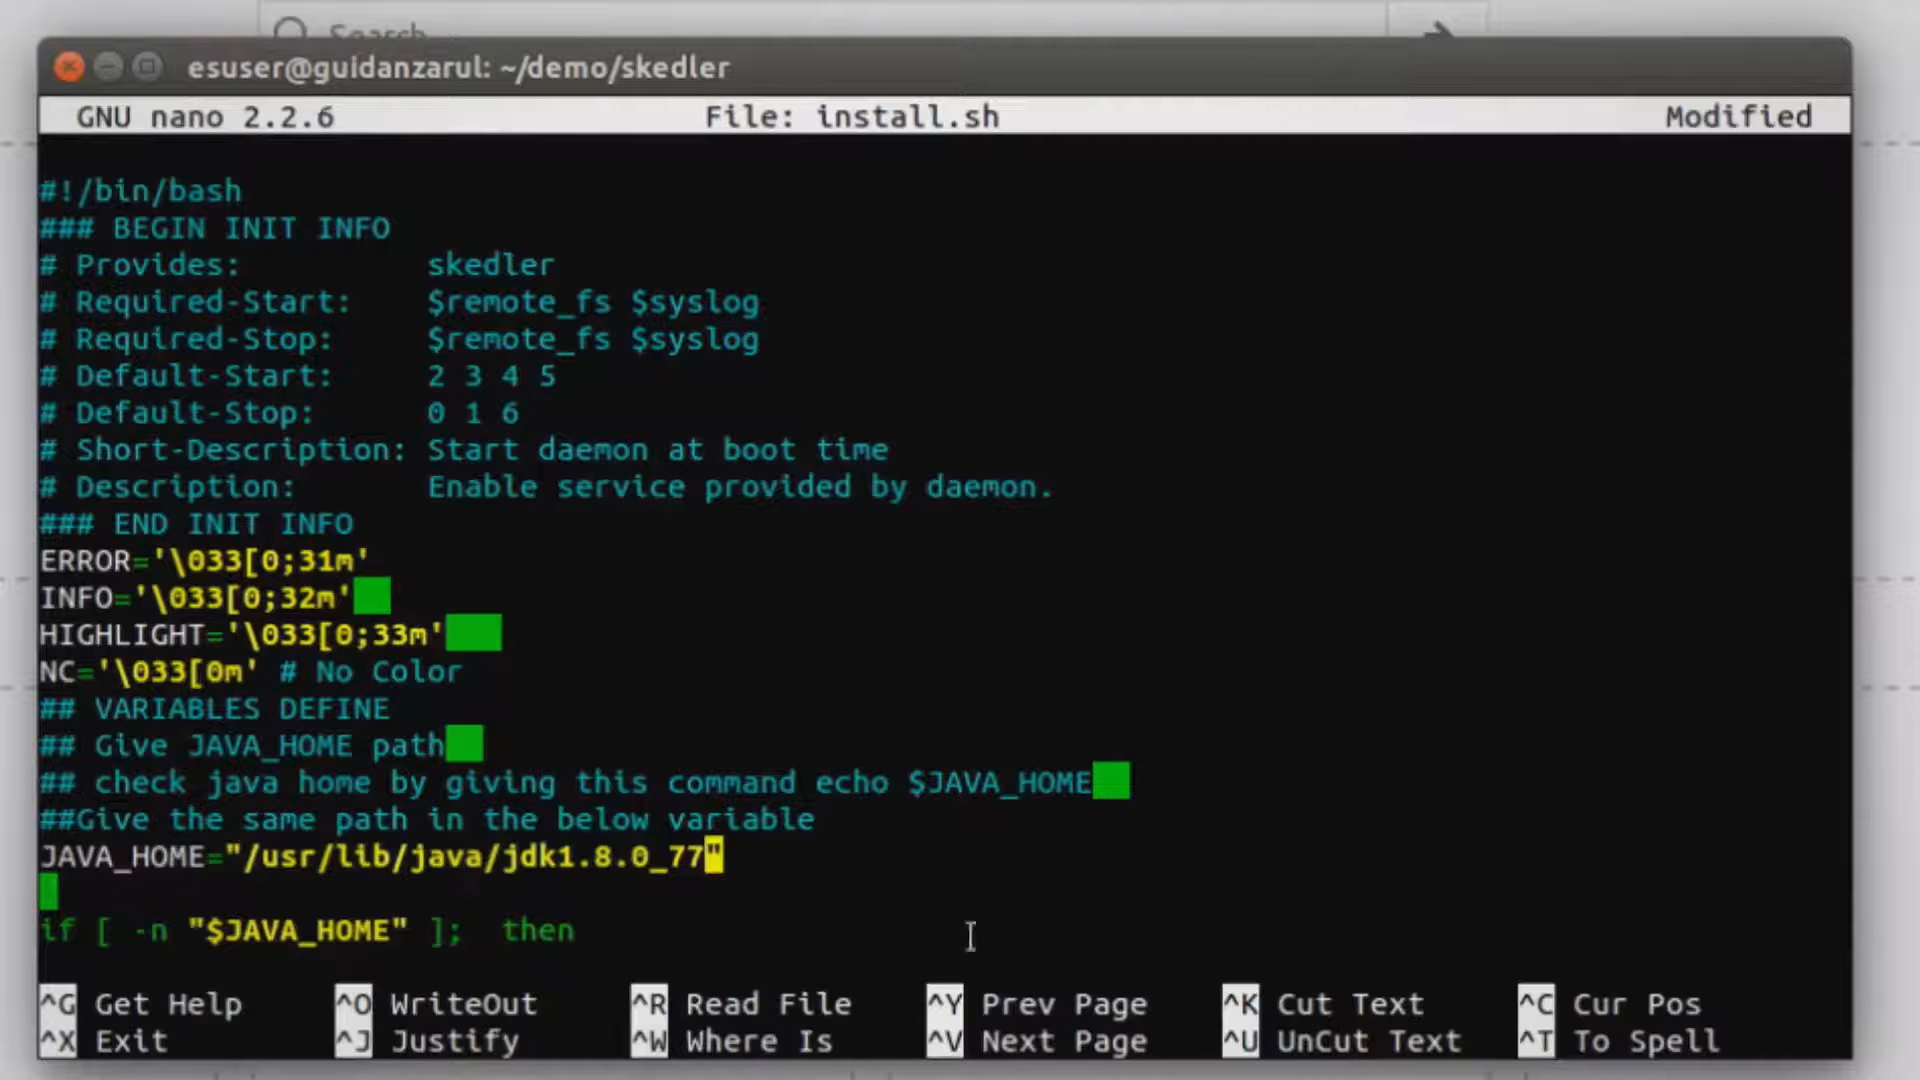 Search
esuser@guidanzarul: ~/demo/skedler
GNU nano 2.2.6 File: install.sh Modified
#!/bin/bash
### BEGIN INIT INFO
# Provides: skedler
# Required-Start: $remote_fs $syslog
# Required-Stop: $remote_fs $syslog
# Default-Start: 2 3 4 5
# Default-Stop: 0 1 6
# Short-Description: Start daemon at boot time
# Description: Enable service provided by daemon.
### END INIT INFO
ERROR='\033[0;31m'
INFO='\033[0;32m'
HIGHLIGHT='\033[0;33m'
NC='\033[0m' # No Color
## VARIABLES DEFINE
## Give JAVA_HOME path
## check java home by giving this command echo $JAVA_HOME
##Give the same path in the below variable
JAVA_HOME="/usr/lib/java/jdk1.8.0_77"
if [ -n "$JAVA_HOME" ]; then
^G Get Help ^O WriteOut ^R Read File ^Y Prev Page ^K Cut Text ^C Cur Pos
^X Exit ^J Justify ^W Where Is ^V Next Page ^U UnCut Text ^T To Spell